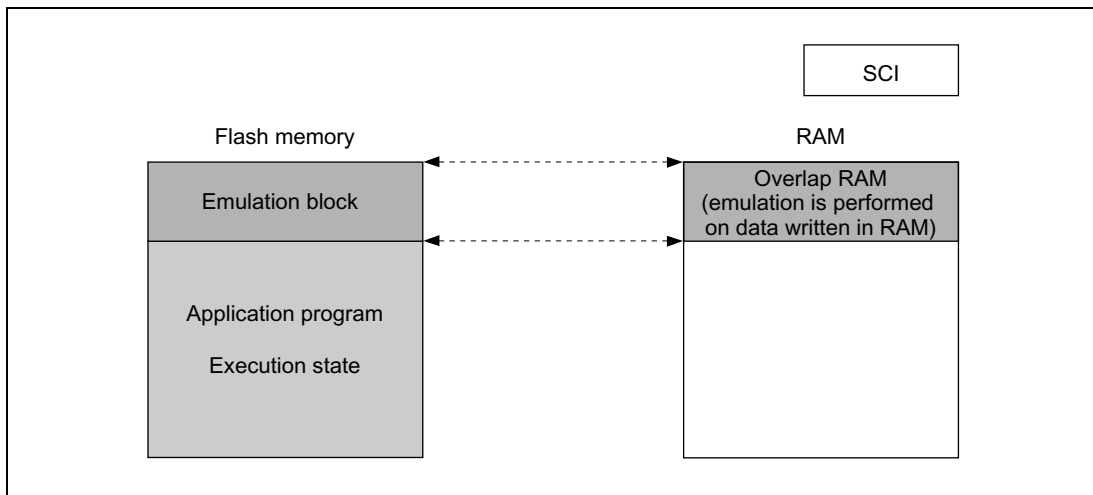 SCI
Flash memory
RAM
Emulation block
Overlap RAM
(emulation is performed
on data written in RAM)
Application program
Execution state